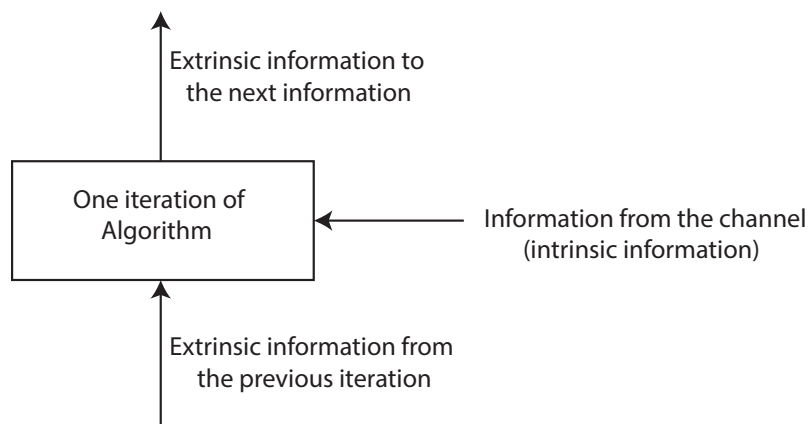 Extrinsic information to
the next information
One iteration of
Algorithm
Information from the channel
(intrinsic information)
Extrinsic information from
the previous iteration